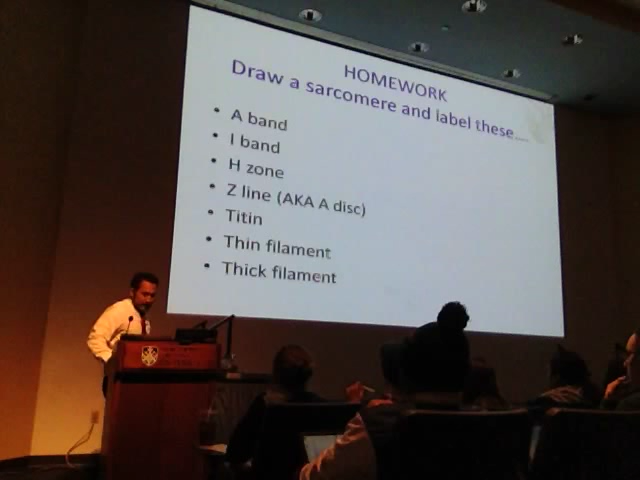 HOMEWORK
Draw a sarcomere and label these....
• A band
• I band
• H zone
• Z line (AKA A disc)
• Titin
• Thin filament
• Thick filament